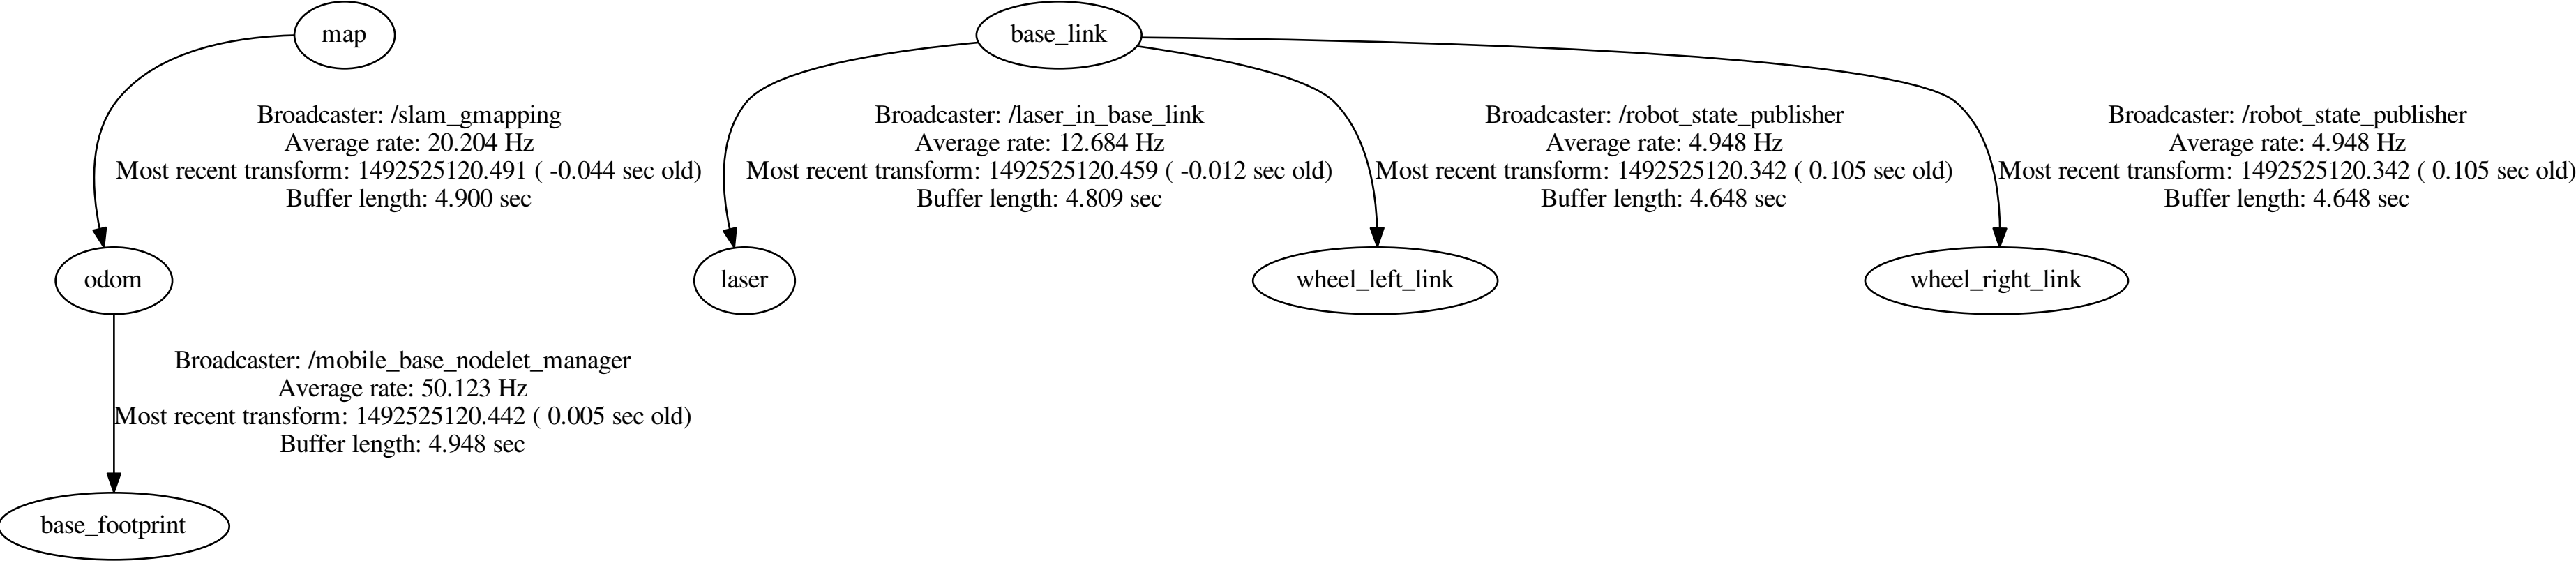 map
base_link
Broadcaster: /slam_gmapping
Average rate: 20.204 Hz
Most recent transform: 1492525120.491 ( -0.044 sec old)
Buffer length: 4.900 sec
Broadcaster: /laser_in_base_link
Average rate: 12.684 Hz
Most recent transform: 1492525120.459 ( -0.012 sec old)
Buffer length: 4.809 sec
Broadcaster: /robot_state_publisher
Average rate: 4.948 Hz
Most recent transform: 1492525120.342 ( 0.105 sec old)
Buffer length: 4.648 sec
Broadcaster: /robot_state_publisher
Average rate: 4.948 Hz
Most recent transform: 1492525120.342 ( 0.105 sec old)
Buffer length: 4.648 sec
odom
laser
wheel_left_link
wheel_right_link
Broadcaster: /mobile_base_nodelet_manager
Average rate: 50.123 Hz
Most recent transform: 1492525120.442 ( 0.005 sec old)
Buffer length: 4.948 sec
base_footprint